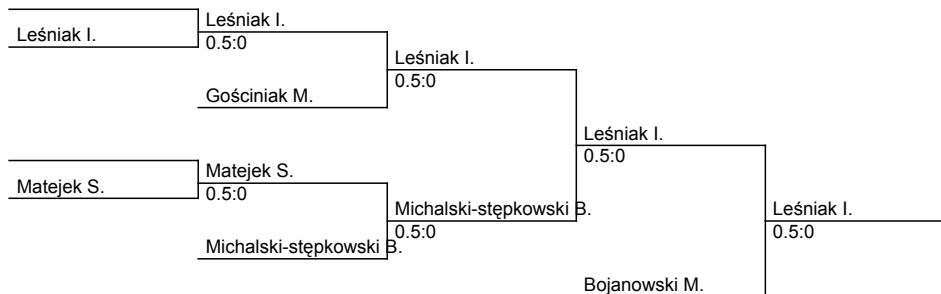 Leśniak I.
Leśniak I.
0.5:0
Leśniak I.
0.5:0
Gościniak M.
Leśniak I.
0.5:0
Matejek S.
Matejek S.
0.5:0
Michalski-stępkowski B.
0.5:0
Michalski-stępkowski B.
Leśniak I.
0.5:0
Bojanowski M.